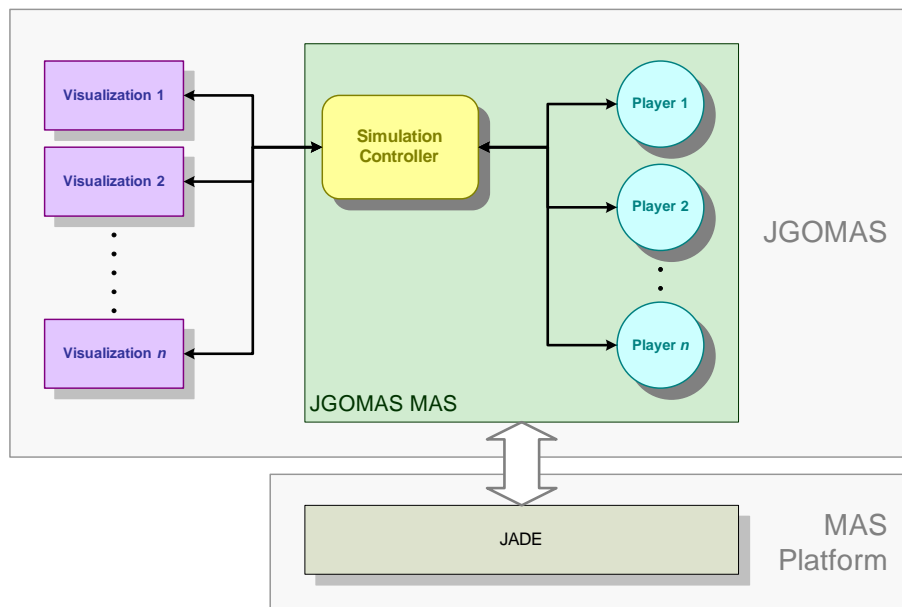 Visualization 1
Visualization 2
Visualization n
Simulation
Controller
Player 1
Player 2
Player n
JGOMAS MAS
JGOMAS
JADE
MAS
Platform